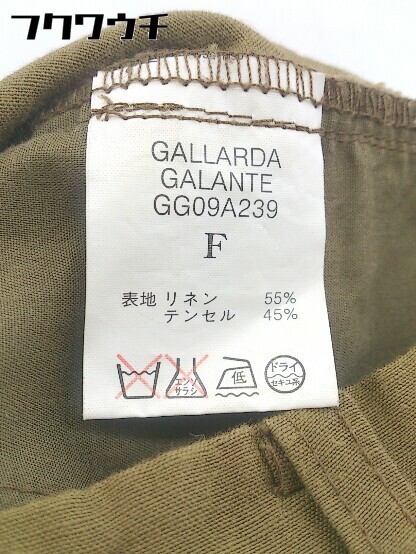 フクワウチ
GALLARDA
GALANTE
GG09A239
F
表地 リネン 55%
テンセル 45%
エンソ
サラシ
低
ドライ
セキユ系